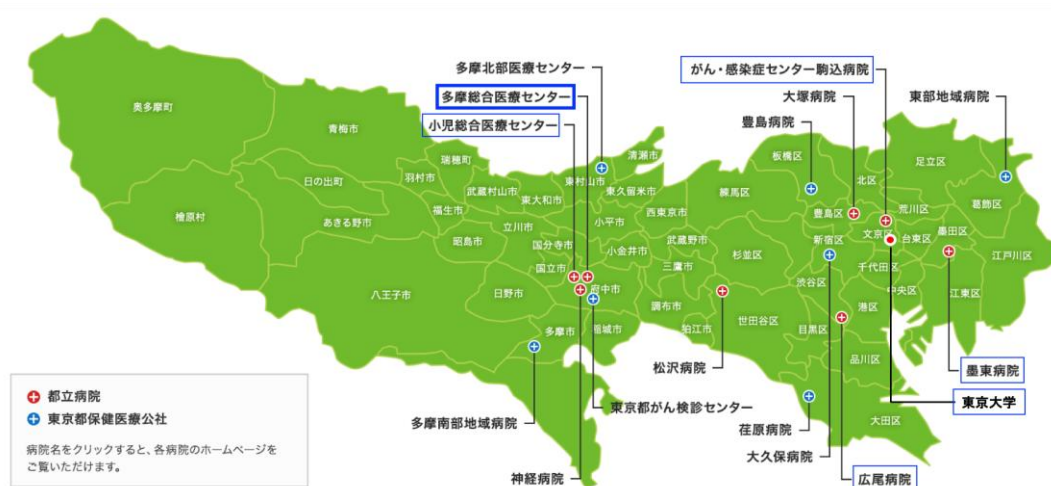 多摩北部医療センター
多摩総合医療センター
小児総合医療センター
がん・感染症センター駒込病院
大塚病院
豊島病院
東部地域病院
奥多摩町
青梅市
瑞穂町
羽村市
日の出町
武蔵村山市
東大和市
東村山市
清瀬市
東久留米市
檜原村
あきる野市
福生市
昭島市
立川市
小平市
西東京市
国分寺市
小金井市
武蔵野市
国立市
三鷹市
府中市
八王子市
日野市
調布市
多摩市
稲城市
狛江市
板橋区
北区
足立区
練馬区
豊島区
荒川区
葛飾区
文京区
台東区
墨田区
新宿区
杉並区
千代田区
江戸川区
渋谷区
中央区
江東区
港区
世田谷区
目黒区
品川区
大田区
松沢病院
墨東病院
東京大学
多摩南部地域病院
東京都がん検診センター
荏原病院
大久保病院
神経病院
広尾病院
都立病院
東京都保健医療公社
病院名をクリックすると、各病院のホームページを
ご覧いただけます。